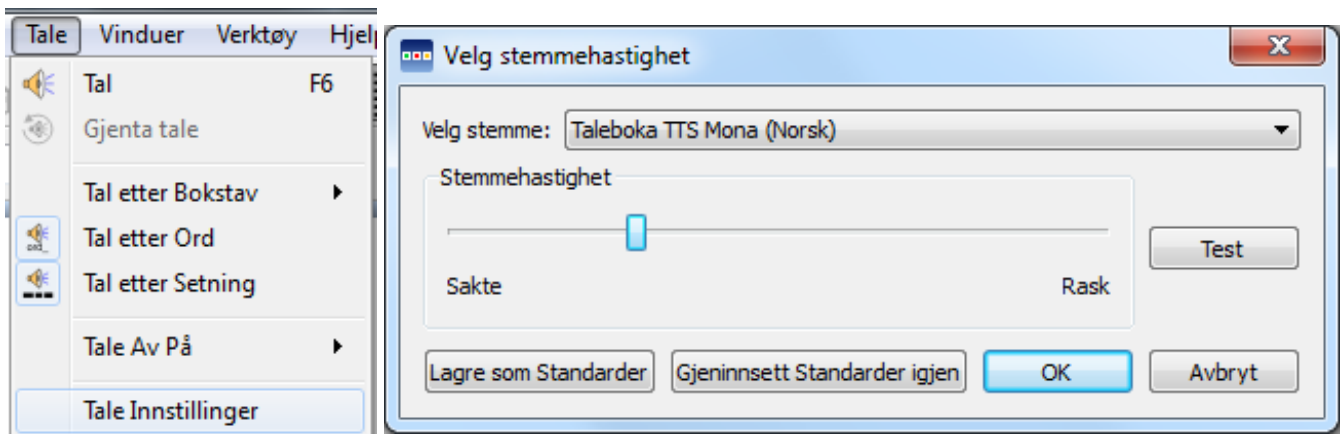 Tale Vinduer Verktøy
Tal F6
Gjenta tale
Tal etter Bokstav
Tal etter Ord
Tal etter Setning
Tale Av På
Tale Innstillinger
Velg stemmehastighet
Velg stemme: Taleboka TTS Mona (Norsk)
Stemmehastighet
Sakte Rask
Test
Lagre som Standarder Gjeninnsett Standarder igjen OK Avbryt